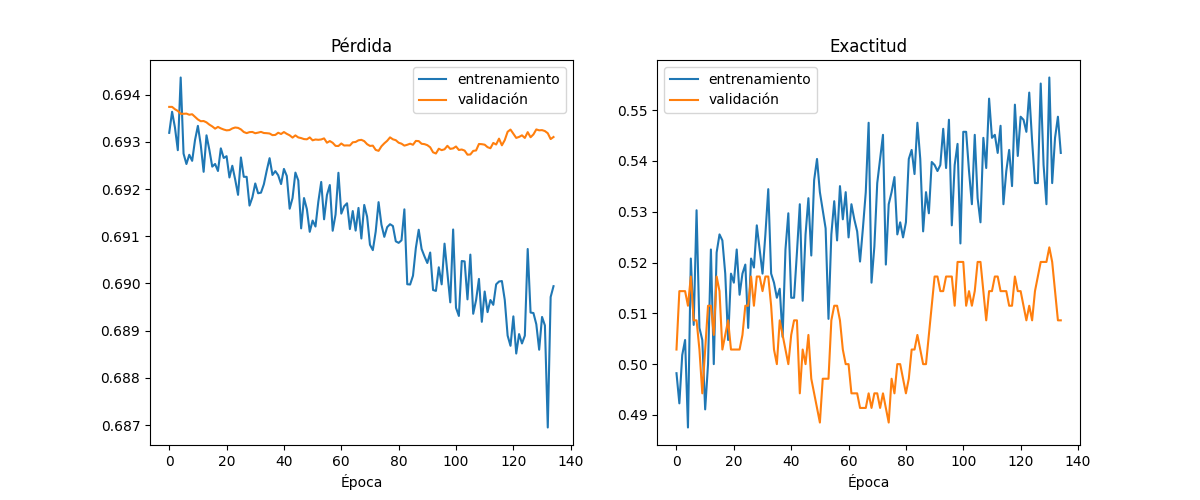 Pérdida
entrenamiento
validación
0.694
0.693
0.692
0.691
0.690
0.689
0.688
0.687
0 20 40 60 80 100 120 140
Época
Exactitud
entrenamiento
validación
0.55
0.54
0.53
0.52
0.51
0.50
0.49
0 20 40 60 80 100 120 140
Época